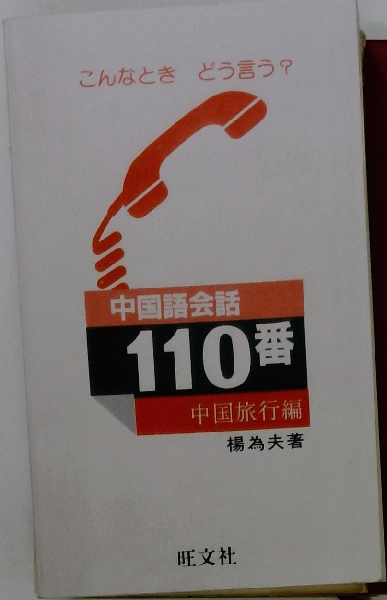 こんなとき どう言う?
中国語会話
110番
中国旅行編
楊為夫著
旺文社